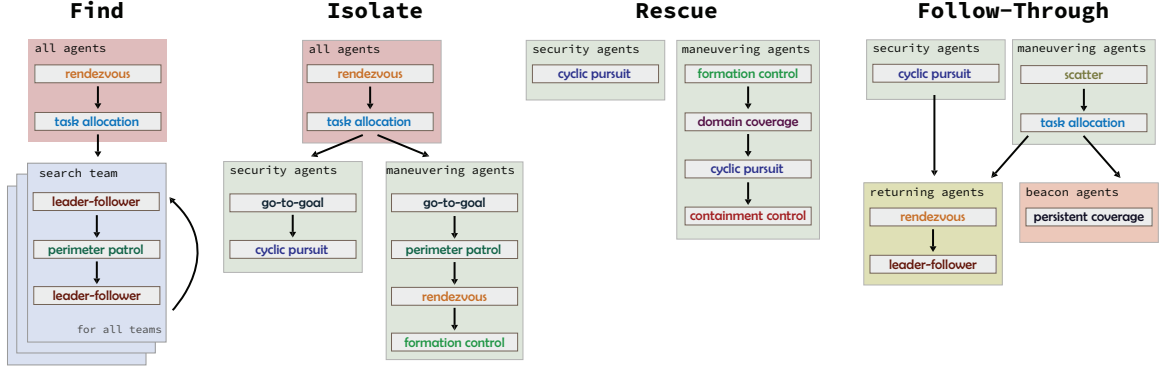 Find
all agents
rendezvous
task allocation
search team
leader-follower
perimeter patrol
leader-follower
for all teams
Isolate
all agents
rendezvous
task allocation
security agents
go-to-goal
cyclic pursuit
maneuvering agents
go-to-goal
perimeter patrol
rendezvous
formation control
Rescue
security agents
cyclic pursuit
maneuvering agents
formation control
domain coverage
cyclic pursuit
containment control
Follow-Through
security agents
cyclic pursuit
maneuvering agents
scatter
task allocation
returning agents
rendezvous
leader-follower
beacon agents
persistent coverage